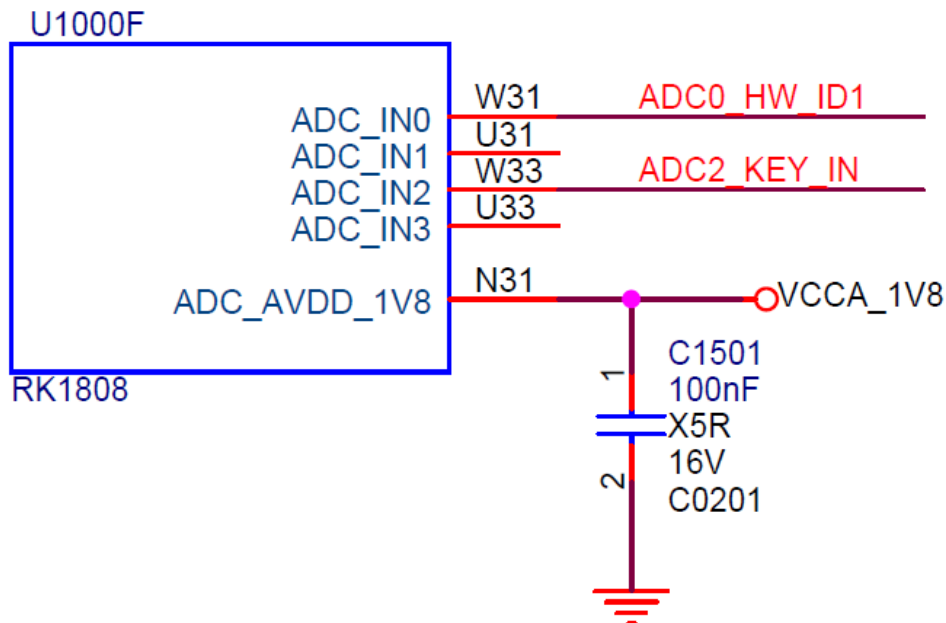 U1000F
ADC_IN0
W31
ADC0_HW_ID1
ADC_IN1
U31
ADC_IN2
W33
ADC2_KEY_IN
ADC_IN3
U33
ADC_AVDD_1V8
N31
VCCA_1V8
RK1808
C1501
1
100nF
X5R
16V
2
C0201